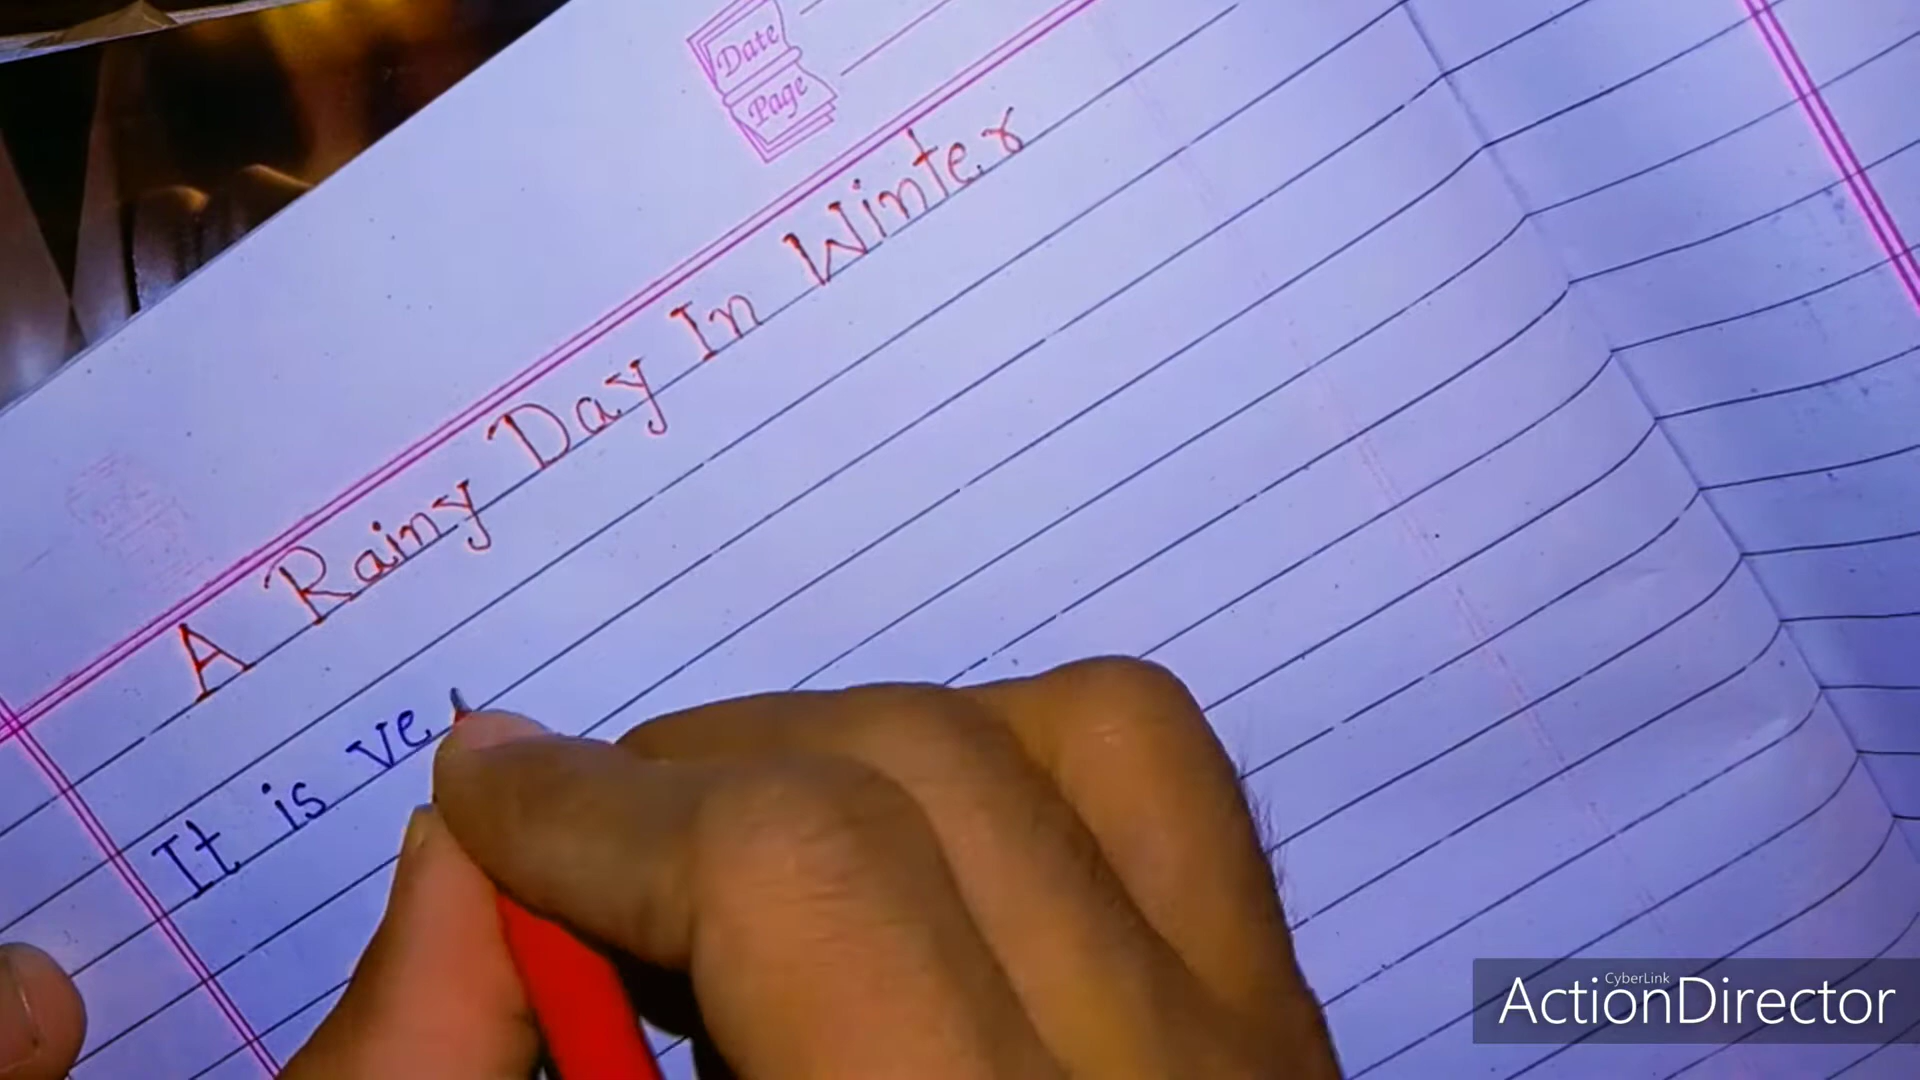 Date
Page
A Rainy Day In Winter
It is ve
CyberLink
ActionDirector